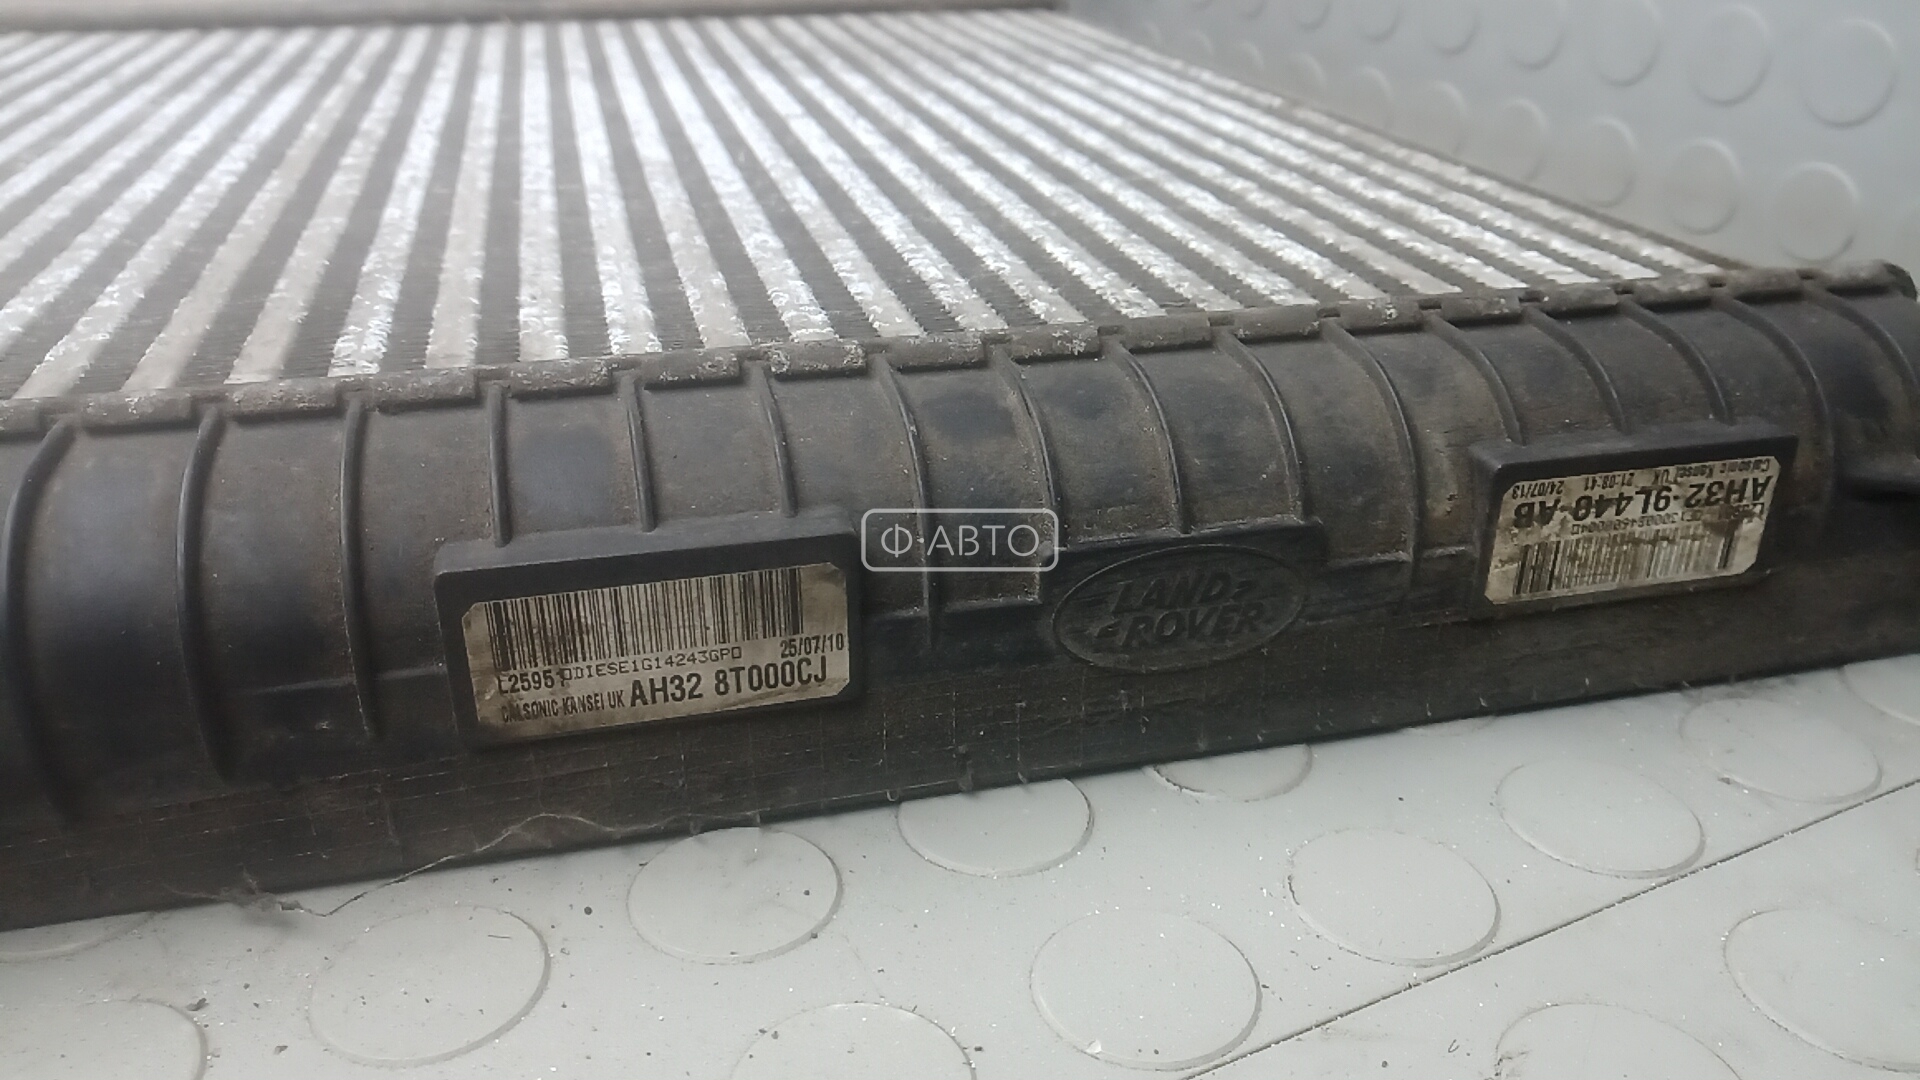 Ф·АВТО
25/07/10
L2595
DDIESE1G14243GPD
CALSONIC KANSEI UK AH32 8T000CJ
LAND
ROVER
AH32-9L440-AB
Calsonic Kansei UK
24/07/13 21:08:41